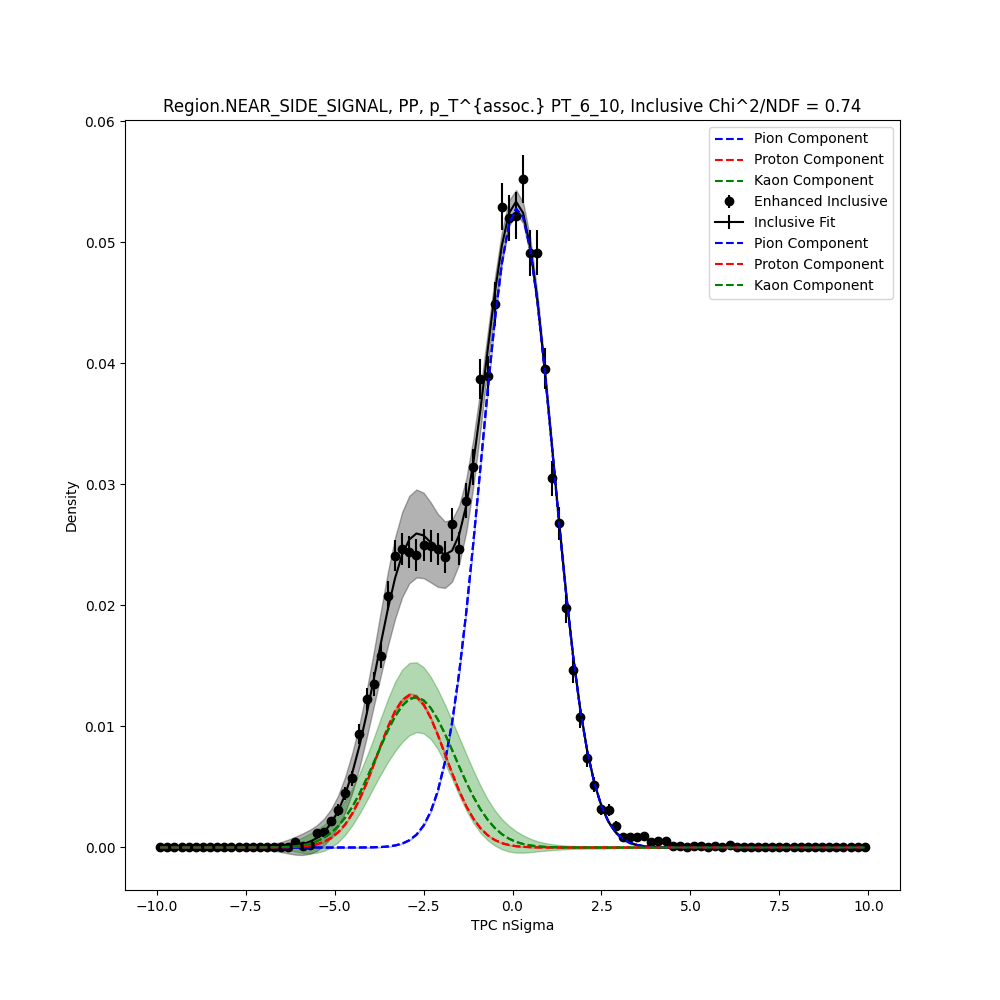 Region.NEAR_SIDE_SIGNAL, PP, p_T^{assoc.} PT_6_10, Inclusive Chi^2/NDF = 0.74
Pion Component
Proton Component
Kaon Component
Enhanced Inclusive
Inclusive Fit
Pion Component
Proton Component
Kaon Component
0.06
0.05
0.04
0.03
0.02
0.01
0.00
Density
−10.0 −7.5 −5.0 −2.5 0.0 2.5 5.0 7.5 10.0
TPC nSigma